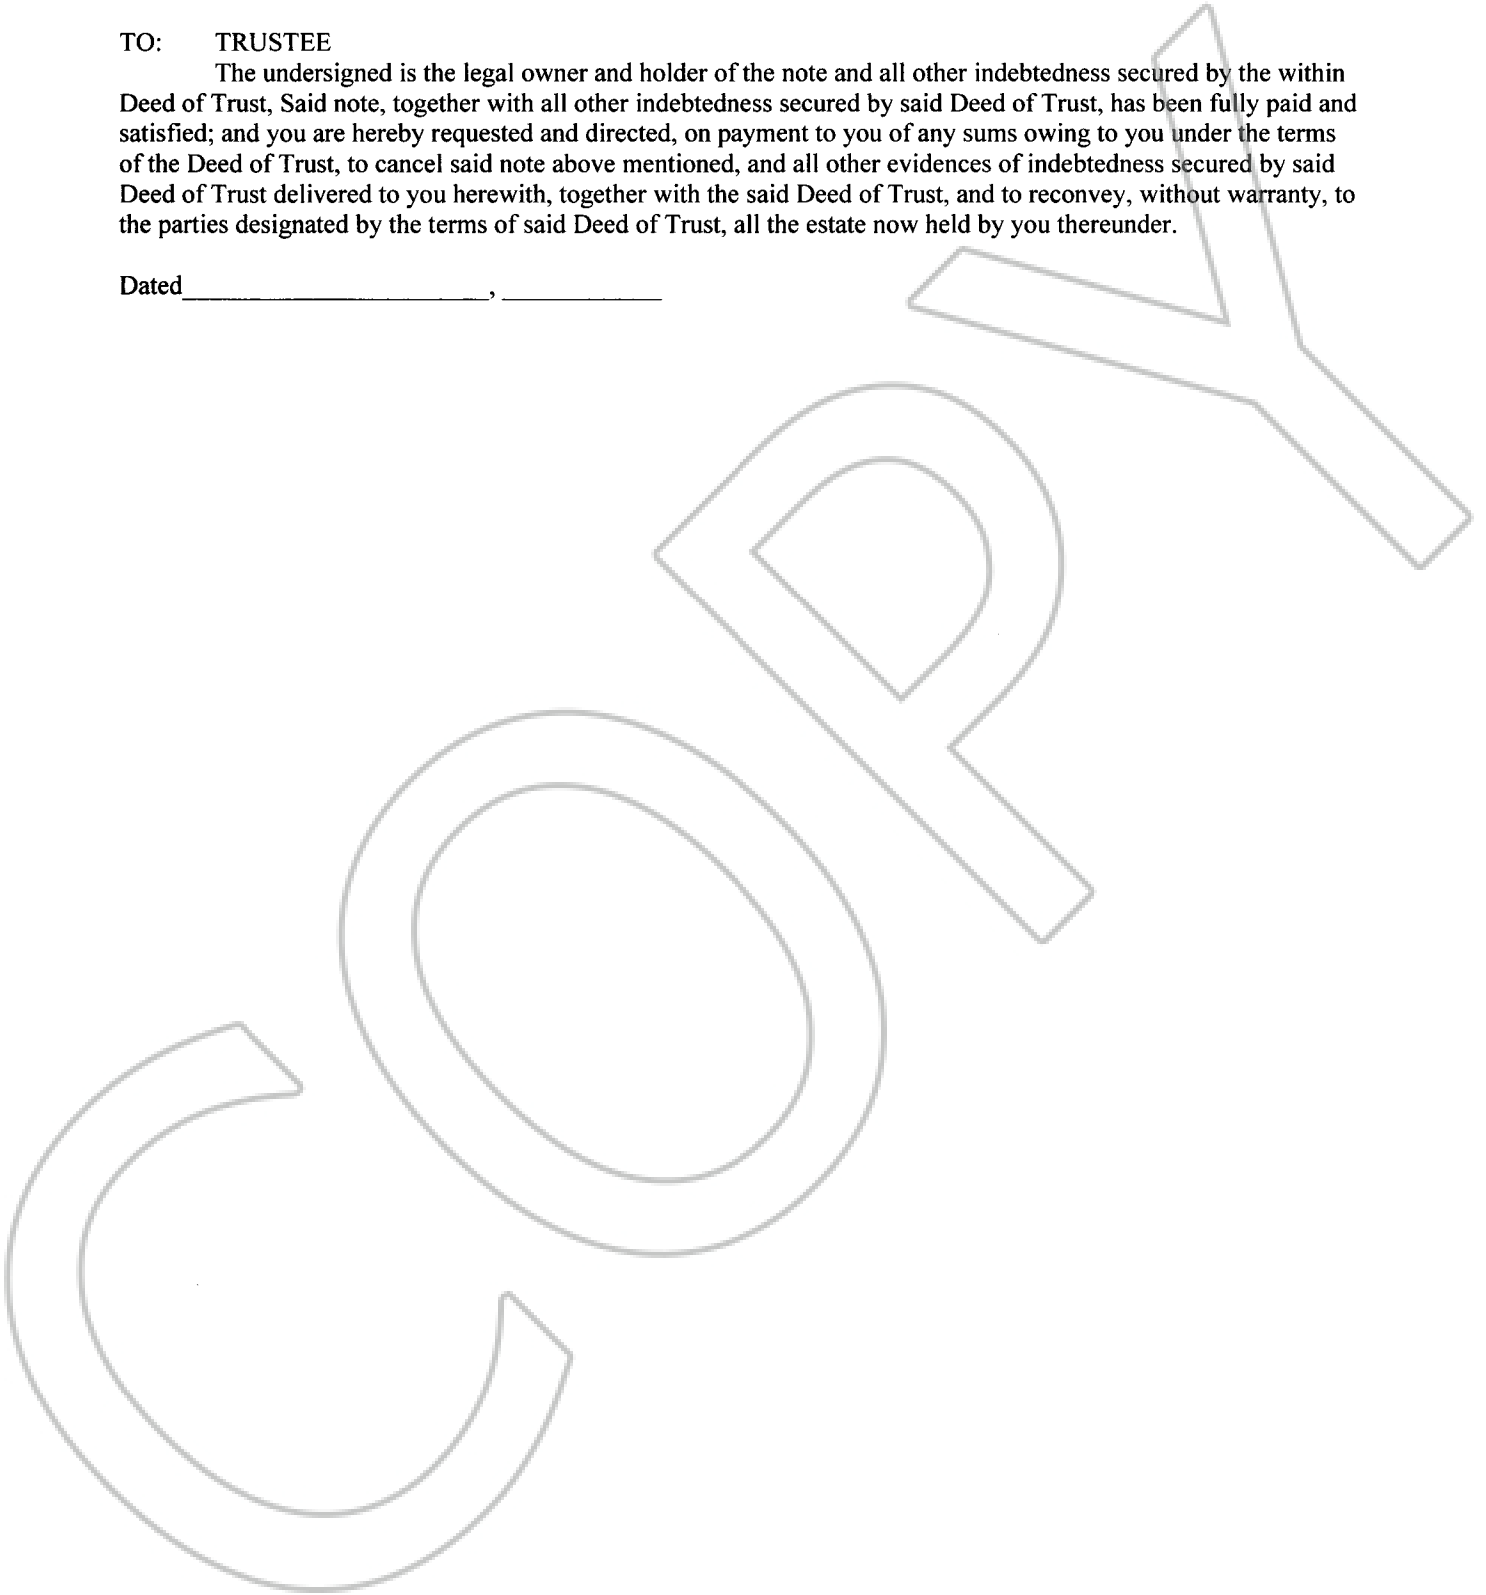 TO: TRUSTEE
The undersigned is the legal owner and holder of the note and all other indebtedness secured by the within
Deed of Trust, Said note, together with all other indebtedness secured by said Deed of Trust, has been fully paid and
satisfied; and you are hereby requested and directed, on payment to you of any sums owing to you under the terms
of the Deed of Trust, to cancel said note above mentioned, and all other evidences of indebtedness secured by said
Deed of Trust delivered to you herewith, together with the said Deed of Trust, and to reconvey, without warranty, to
the parties designated by the terms of said Deed of Trust, all the estate now held by you thereunder.
Dated____________________, __________
COPY